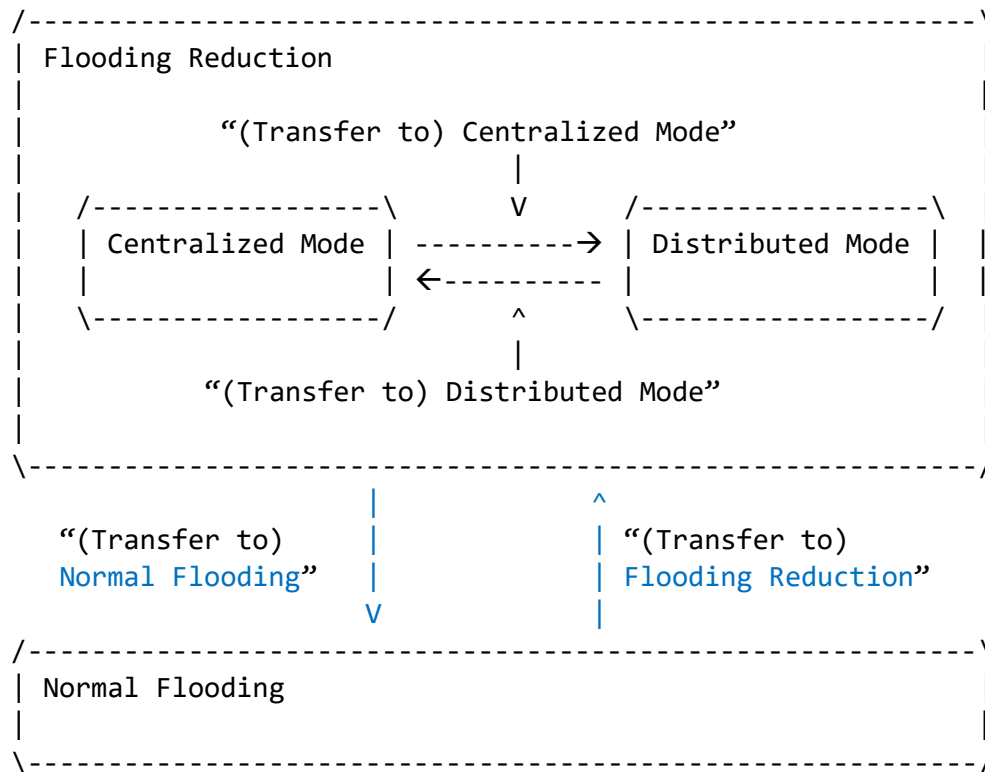 Flooding Reduction
“(Transfer to) Centralized Mode”
Centralized Mode
Distributed Mode
“(Transfer to) Distributed Mode”
“(Transfer to)
Normal Flooding”
“(Transfer to)
Flooding Reduction”
Normal Flooding